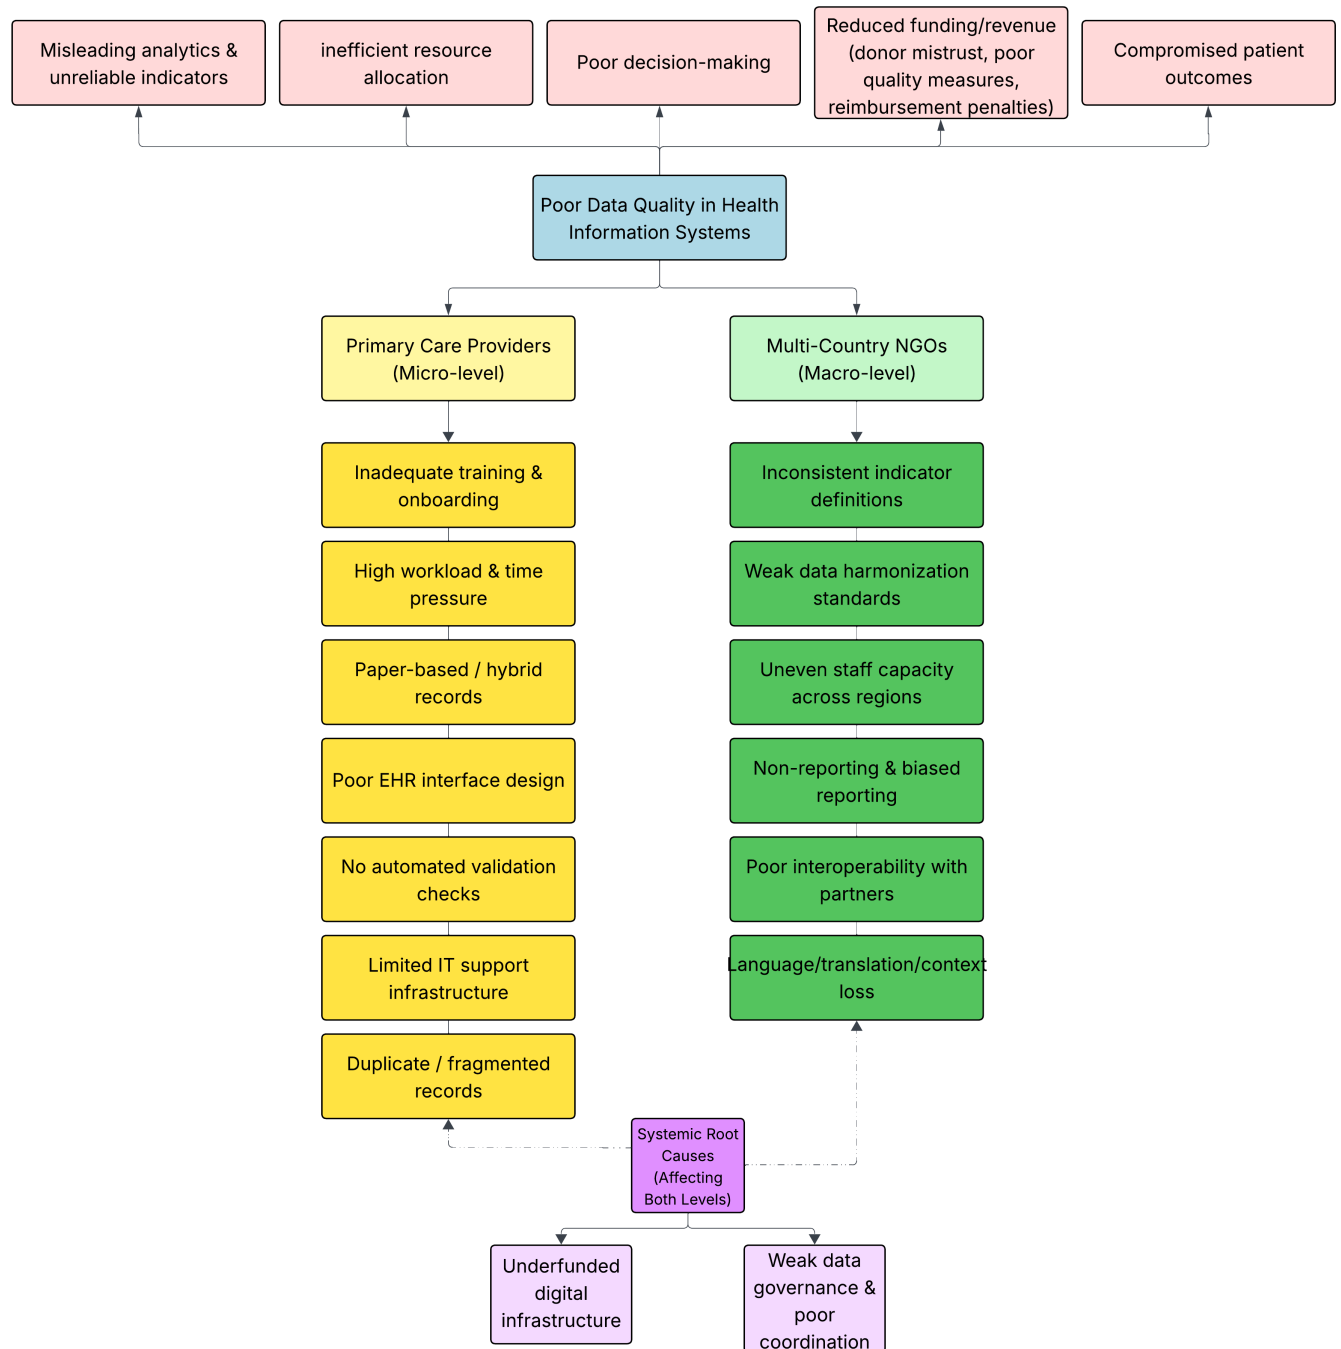 Misleading analytics &
unreliable indicators
inefficient resource
allocation
Poor decision-making
Reduced funding/revenue
(donor mistrust, poor
quality measures,
reimbursement penalties)
Compromised patient
outcomes
Poor Data Quality in Health
Information Systems
Primary Care Providers
(Micro-level)
Multi-Country NGOs
(Macro-level)
Inadequate training &
onboarding
High workload & time
pressure
Paper-based / hybrid
records
Poor EHR interface design
No automated validation
checks
Limited IT support
infrastructure
Duplicate / fragmented
records
Inconsistent indicator
definitions
Weak data harmonization
standards
Uneven staff capacity
across regions
Non-reporting & biased
reporting
Poor interoperability with
partners
Language/translation/context
loss
Systemic Root
Causes
(Affecting
Both Levels)
Underfunded
digital
infrastructure
Weak data
governance &
poor
coordination